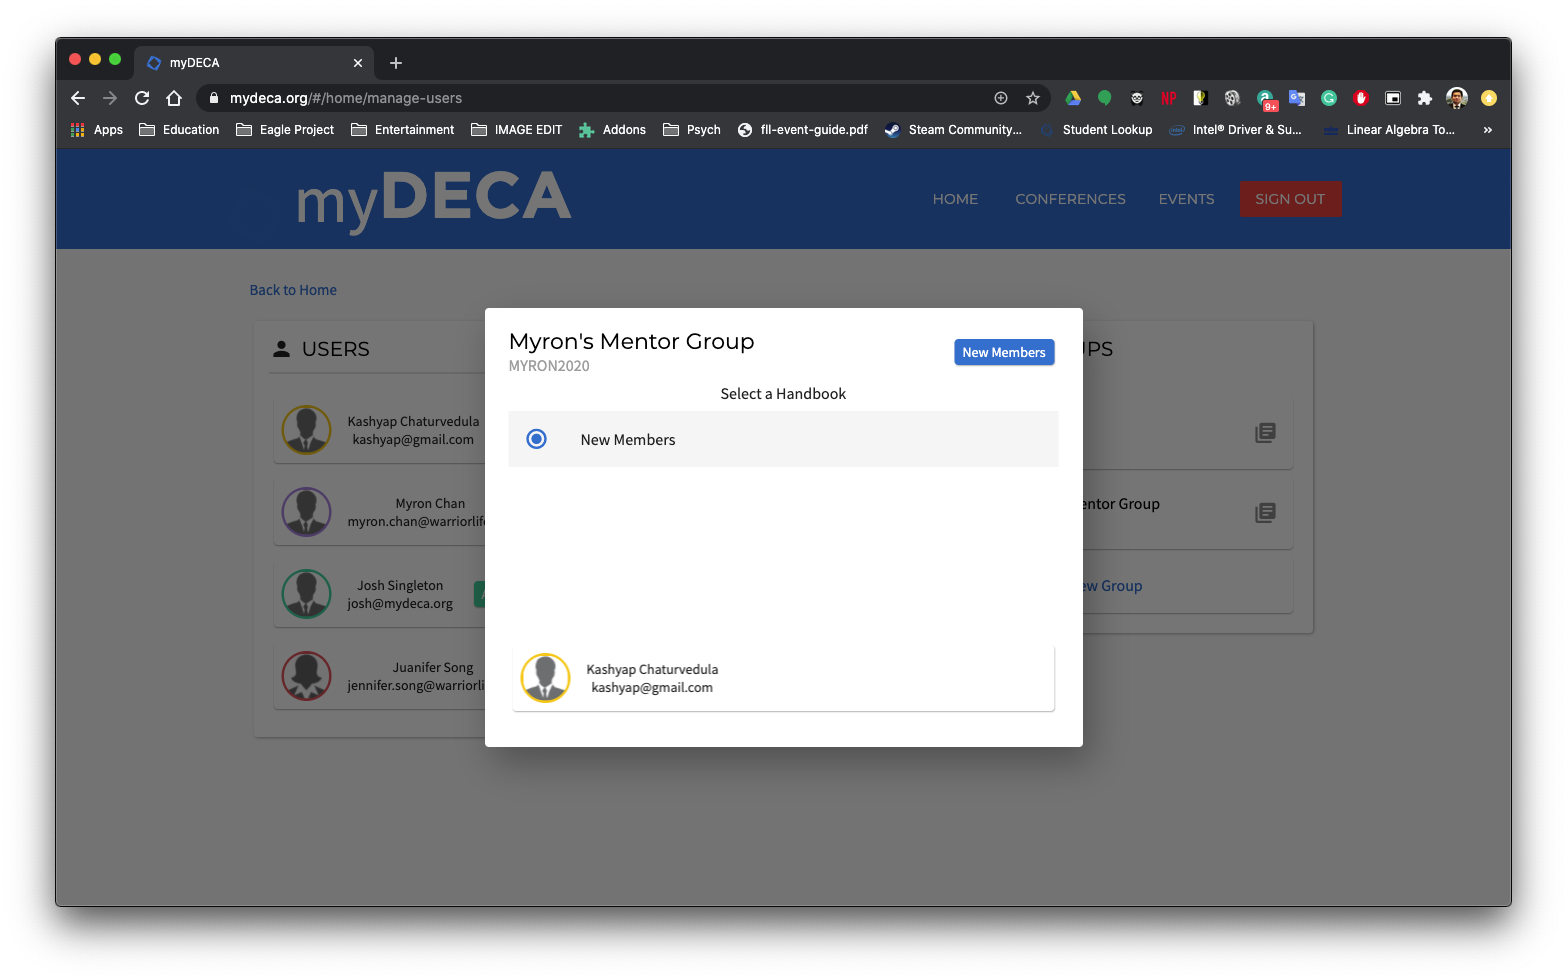 myDECA
mydeca.org/#/home/manage-users
NP
9+
Apps
Education
Eagle Project
Entertainment
IMAGE EDIT
Addons
Psych
fll-event-guide.pdf
Steam Community...
Student Lookup
Intel® Driver & Su...
Linear Algebra To...
»
myDECA
HOME
CONFERENCES
EVENTS
SIGN OUT
Back to Home
USERS
Kashyap Chaturvedula
kashyap@gmail.com
Myron Chan
myron.chan@warriorlif
Josh Singleton
josh@mydeca.org
Juanifer Song
jennifer.song@warriorli
Myron's Mentor Group
MYRON2020
New Members
Select a Handbook
New Members
Kashyap Chaturvedula
kashyap@gmail.com
UPS
entor Group
ew Group